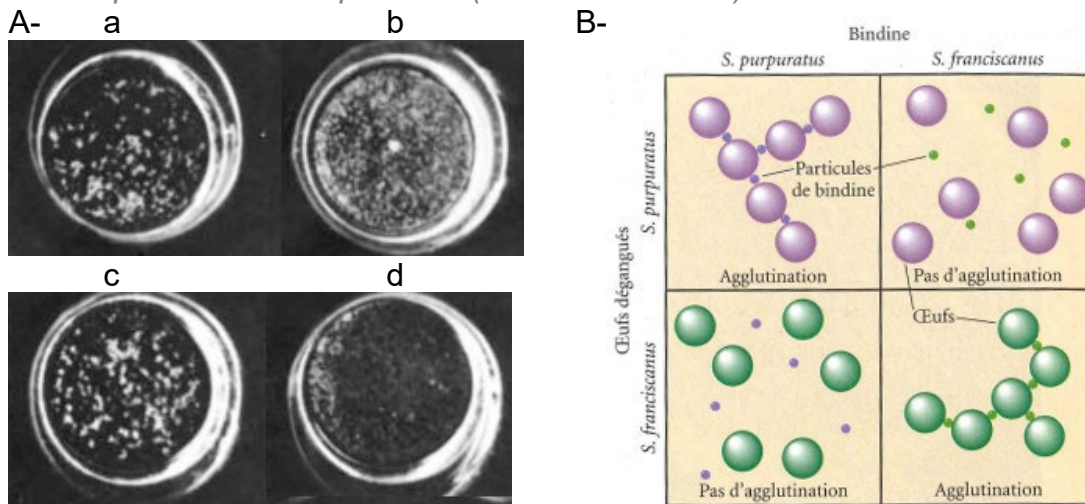 A-
a
b
c
d
B-
Bindine
S. purpuratus
S. franciscanus
Œufs dégangués
S. purpuratus
S. franciscanus
Particules
de bindine
Agglutination
Pas d'agglutination
Œufs
Pas d'agglutination
Agglutination